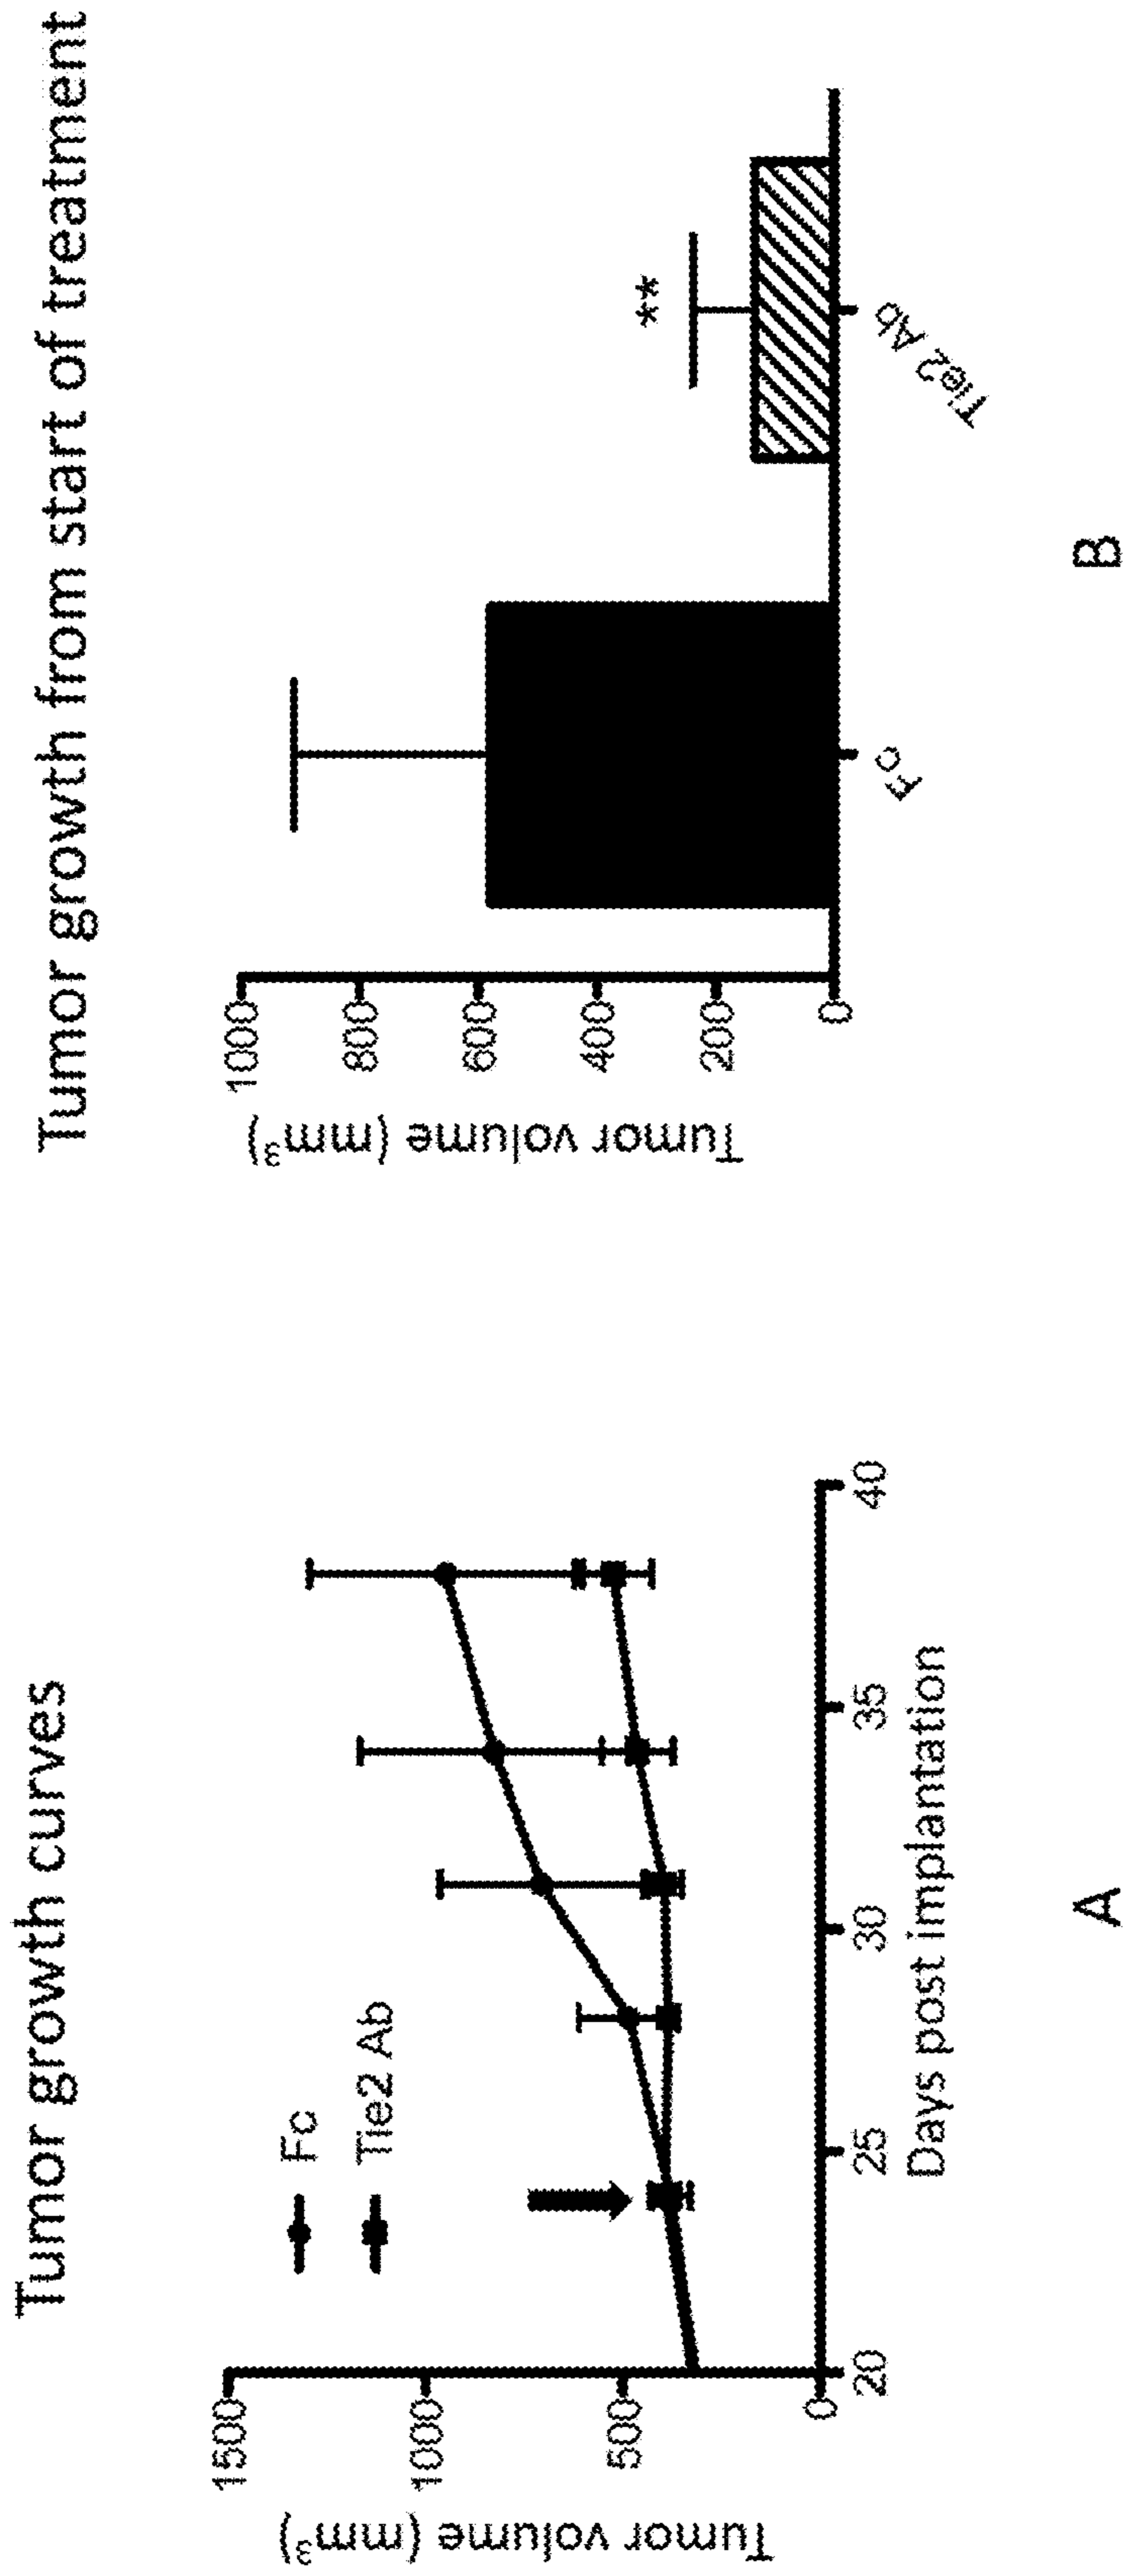 Tumor growth curves
Tumor volume (mm³)
1500
1000
500
0
Fc
Tie2 Ab
20
25
30
35
40
Days post implantation
A
Tumor growth from start of treatment
Tumor volume (mm³)
1000
800
600
400
200
0
**
Fc
Tie2 Ab
B